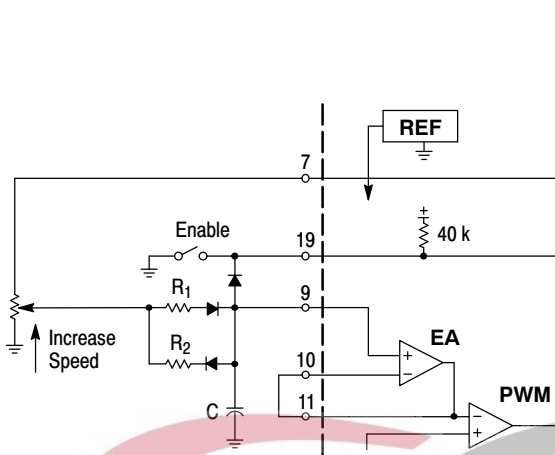 REF
7
Enable
19
+
40 k
R1
9
Increase
Speed
R2
10
EA
+
−
C
11
PWM
−
+